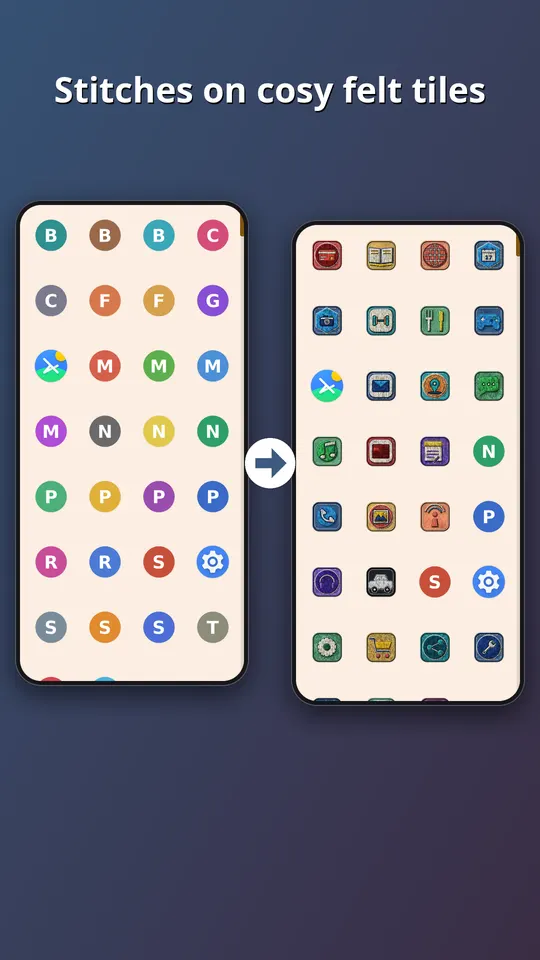 Stitches on cosy felt tiles
B B B C
C F F G
M M M
M N N N
P P P P
R R S
S S S T
N
P
S